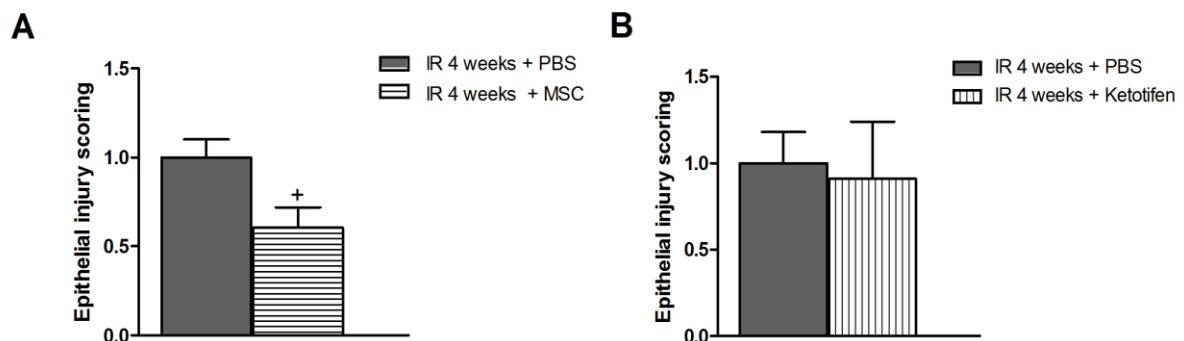 A
IR 4 weeks + PBS
IR 4 weeks + MSC
Epithelial injury scoring
1.5
1.0
0.5
0.0
+
B
IR 4 weeks + PBS
IR 4 weeks + Ketotifen
Epithelial injury scoring
1.5
1.0
0.5
0.0